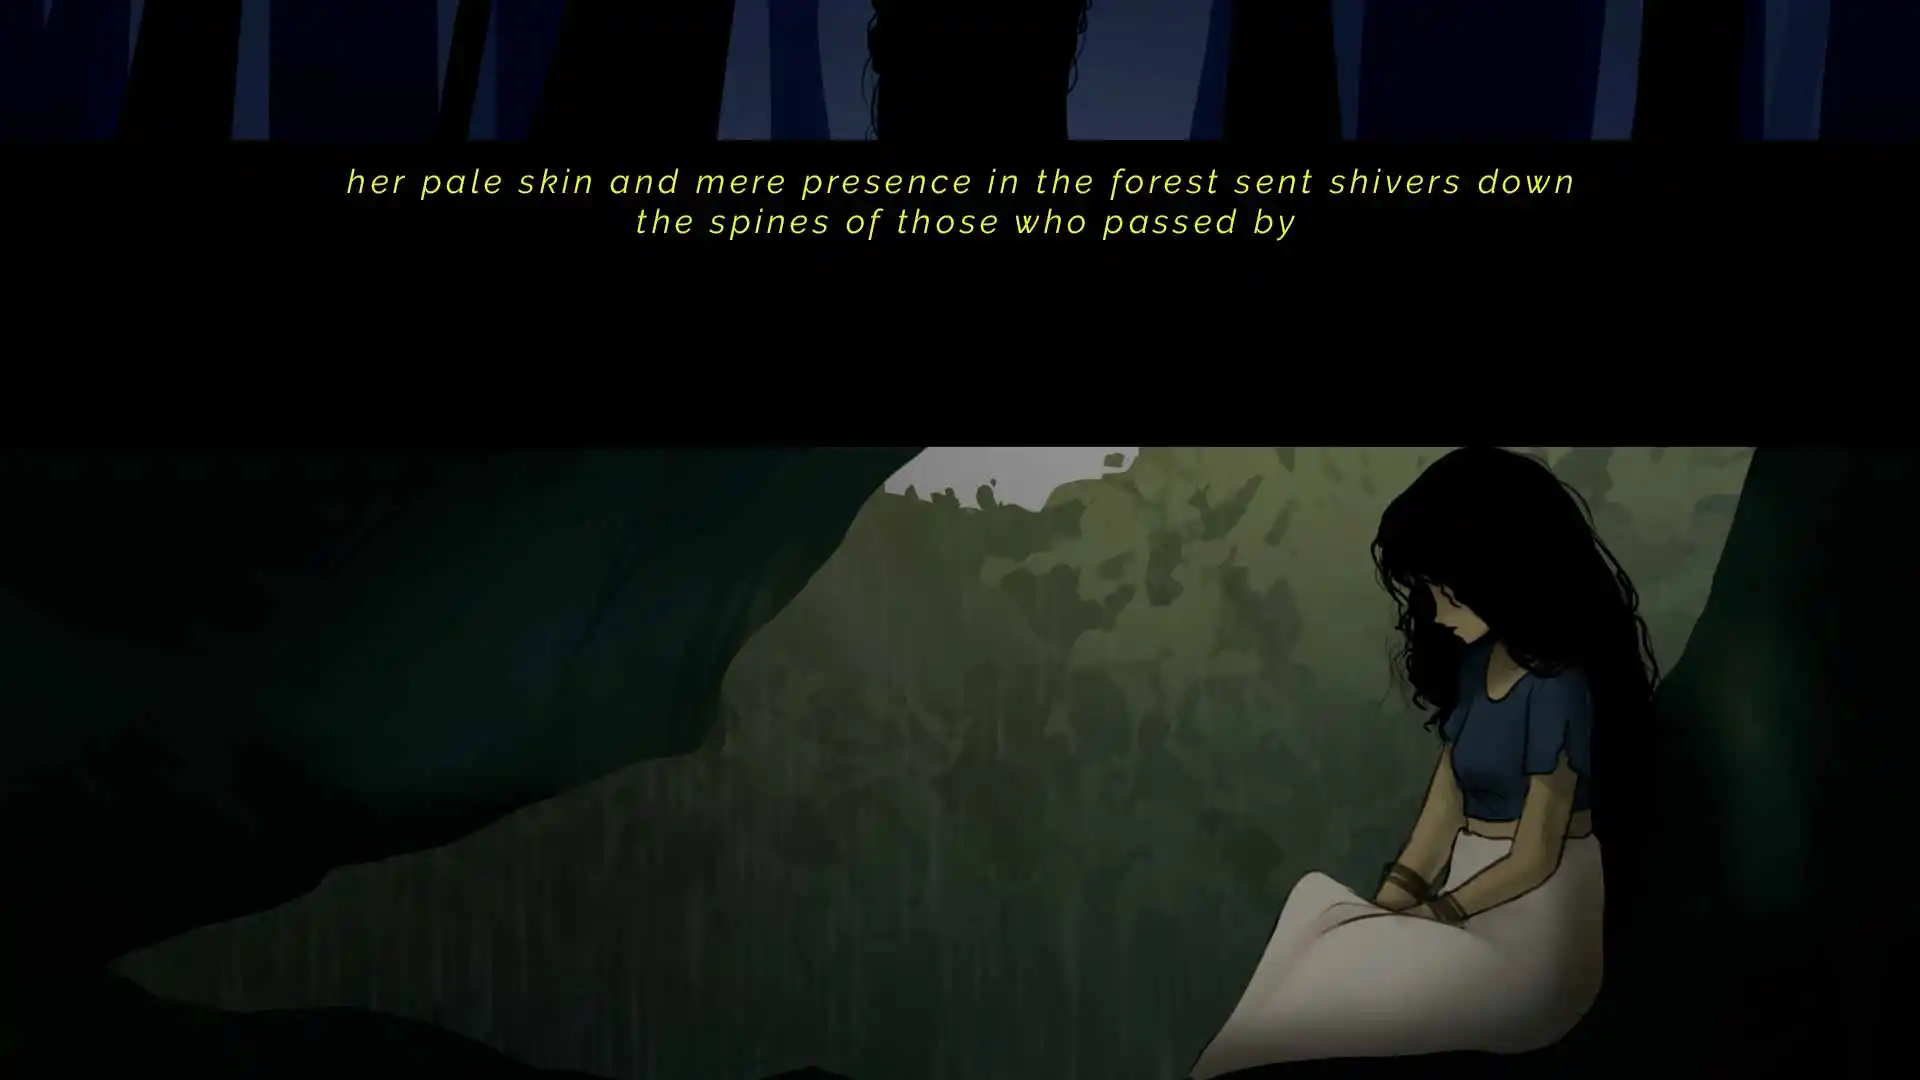 her pale skin and mere presence in the forest sent shivers down
the spines of those who passed by